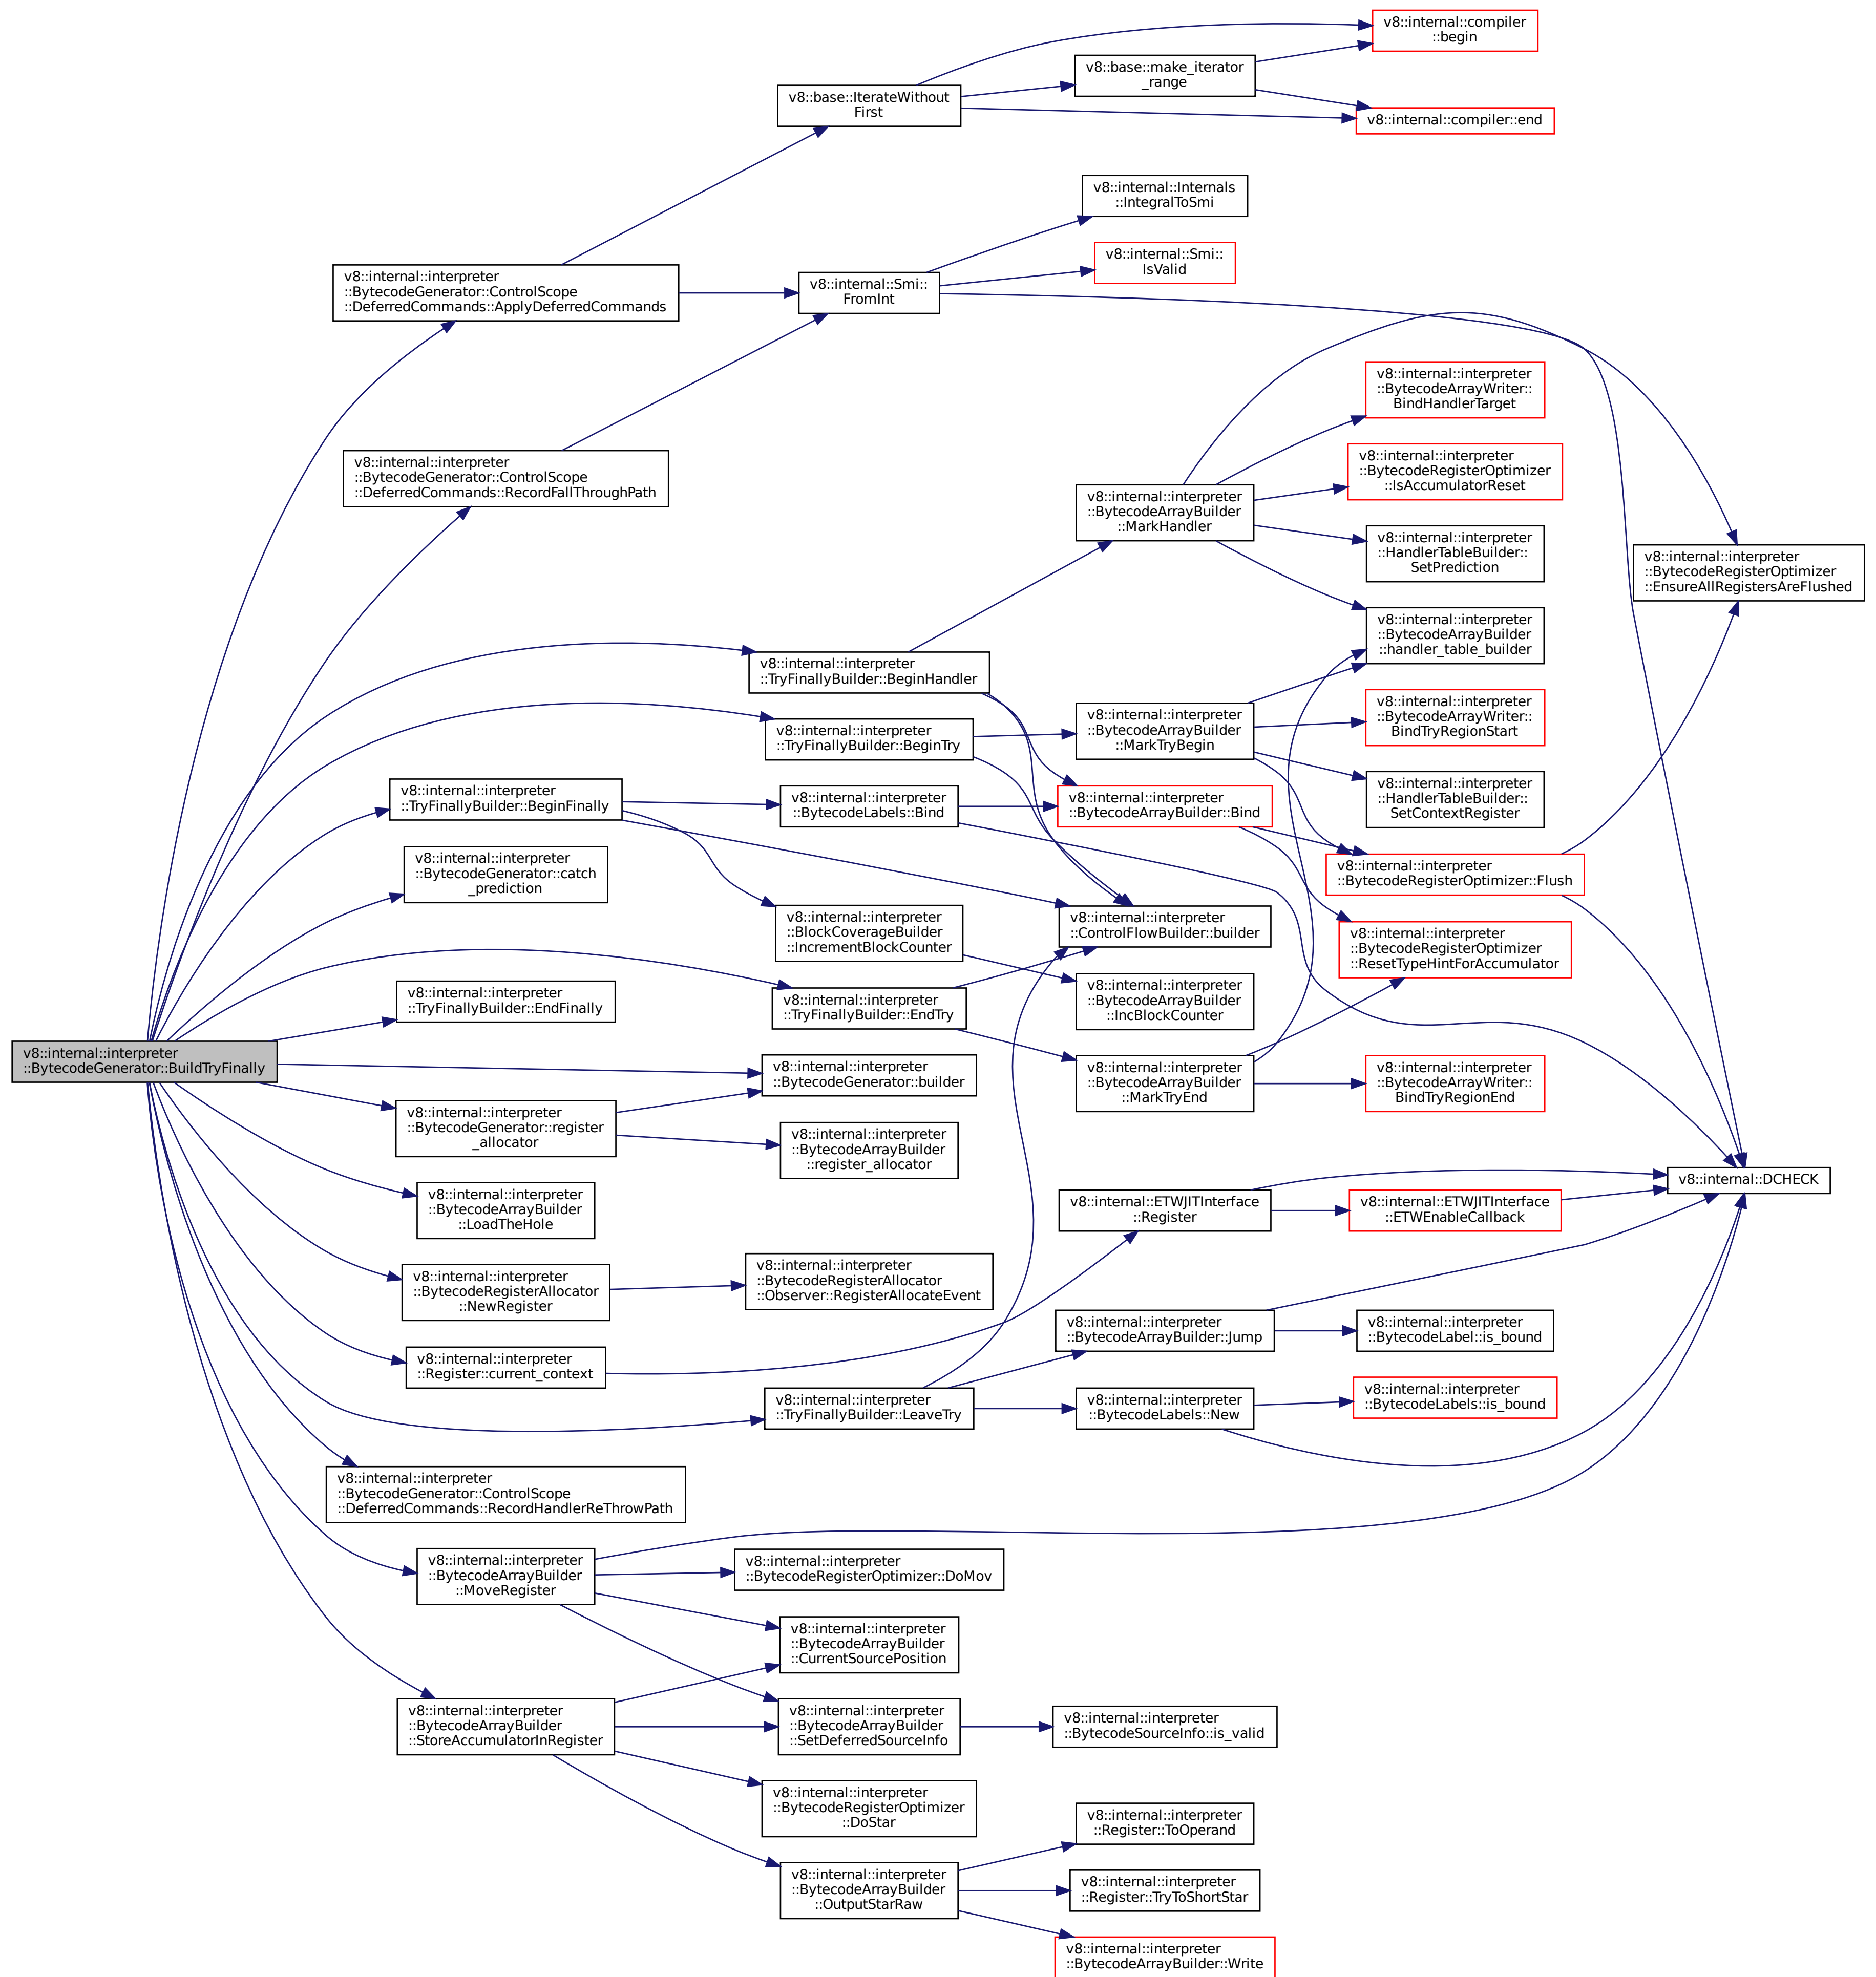 v8::internal::compiler
::begin
v8::base::make_iterator
_range
v8::base::IterateWithout
First
v8::internal::compiler::end
v8::internal::Internals
::IntegralToSmi
v8::internal::Smi::
IsValid
v8::internal::interpreter
::BytecodeGenerator::ControlScope
::DeferredCommands::ApplyDeferredCommands
v8::internal::Smi::
FromInt
v8::internal::interpreter
::BytecodeArrayWriter::
BindHandlerTarget
v8::internal::interpreter
::BytecodeRegisterOptimizer
::IsAccumulatorReset
v8::internal::interpreter
::BytecodeGenerator::ControlScope
::DeferredCommands::RecordFallThroughPath
v8::internal::interpreter
::BytecodeArrayBuilder
::MarkHandler
v8::internal::interpreter
::HandlerTableBuilder::
SetPrediction
v8::internal::interpreter
::BytecodeRegisterOptimizer
::EnsureAllRegistersAreFlushed
v8::internal::interpreter
::BytecodeArrayBuilder
::handler_table_builder
v8::internal::interpreter
::TryFinallyBuilder::BeginHandler
v8::internal::interpreter
::TryFinallyBuilder::BeginTry
v8::internal::interpreter
::BytecodeArrayBuilder
::MarkTryBegin
v8::internal::interpreter
::BytecodeArrayWriter::
BindTryRegionStart
v8::internal::interpreter
::TryFinallyBuilder::BeginFinally
v8::internal::interpreter
::BytecodeLabels::Bind
v8::internal::interpreter
::BytecodeArrayBuilder::Bind
v8::internal::interpreter
::HandlerTableBuilder::
SetContextRegister
v8::internal::interpreter
::BytecodeGenerator::catch
_prediction
v8::internal::interpreter
::BytecodeRegisterOptimizer::Flush
v8::internal::interpreter
::BlockCoverageBuilder
::IncrementBlockCounter
v8::internal::interpreter
::ControlFlowBuilder::builder
v8::internal::interpreter
::BytecodeRegisterOptimizer
::ResetTypeHintForAccumulator
v8::internal::interpreter
::TryFinallyBuilder::EndFinally
v8::internal::interpreter
::TryFinallyBuilder::EndTry
v8::internal::interpreter
::BytecodeArrayBuilder
::IncBlockCounter
v8::internal::interpreter
::BytecodeGenerator::BuildTryFinally
v8::internal::interpreter
::BytecodeGenerator::builder
v8::internal::interpreter
::BytecodeArrayBuilder
::MarkTryEnd
v8::internal::interpreter
::BytecodeArrayWriter::
BindTryRegionEnd
v8::internal::interpreter
::BytecodeGenerator::register
_allocator
v8::internal::interpreter
::BytecodeArrayBuilder
::register_allocator
v8::internal::DCHECK
v8::internal::interpreter
::BytecodeArrayBuilder
::LoadTheHole
v8::internal::ETWJITInterface
::Register
v8::internal::ETWJITInterface
::ETWEnableCallback
v8::internal::interpreter
::BytecodeRegisterAllocator
::NewRegister
v8::internal::interpreter
::BytecodeRegisterAllocator
::Observer::RegisterAllocateEvent
v8::internal::interpreter
::BytecodeArrayBuilder::Jump
v8::internal::interpreter
::BytecodeLabel::is_bound
v8::internal::interpreter
::Register::current_context
v8::internal::interpreter
::TryFinallyBuilder::LeaveTry
v8::internal::interpreter
::BytecodeLabels::New
v8::internal::interpreter
::BytecodeLabels::is_bound
v8::internal::interpreter
::BytecodeGenerator::ControlScope
::DeferredCommands::RecordHandlerReThrowPath
v8::internal::interpreter
::BytecodeArrayBuilder
::MoveRegister
v8::internal::interpreter
::BytecodeRegisterOptimizer::DoMov
v8::internal::interpreter
::BytecodeArrayBuilder
::CurrentSourcePosition
v8::internal::interpreter
::BytecodeArrayBuilder
::StoreAccumulatorInRegister
v8::internal::interpreter
::BytecodeArrayBuilder
::SetDeferredSourceInfo
v8::internal::interpreter
::BytecodeSourceInfo::is_valid
v8::internal::interpreter
::BytecodeRegisterOptimizer
::DoStar
v8::internal::interpreter
::Register::ToOperand
v8::internal::interpreter
::BytecodeArrayBuilder
::OutputStarRaw
v8::internal::interpreter
::Register::TryToShortStar
v8::internal::interpreter
::BytecodeArrayBuilder::Write